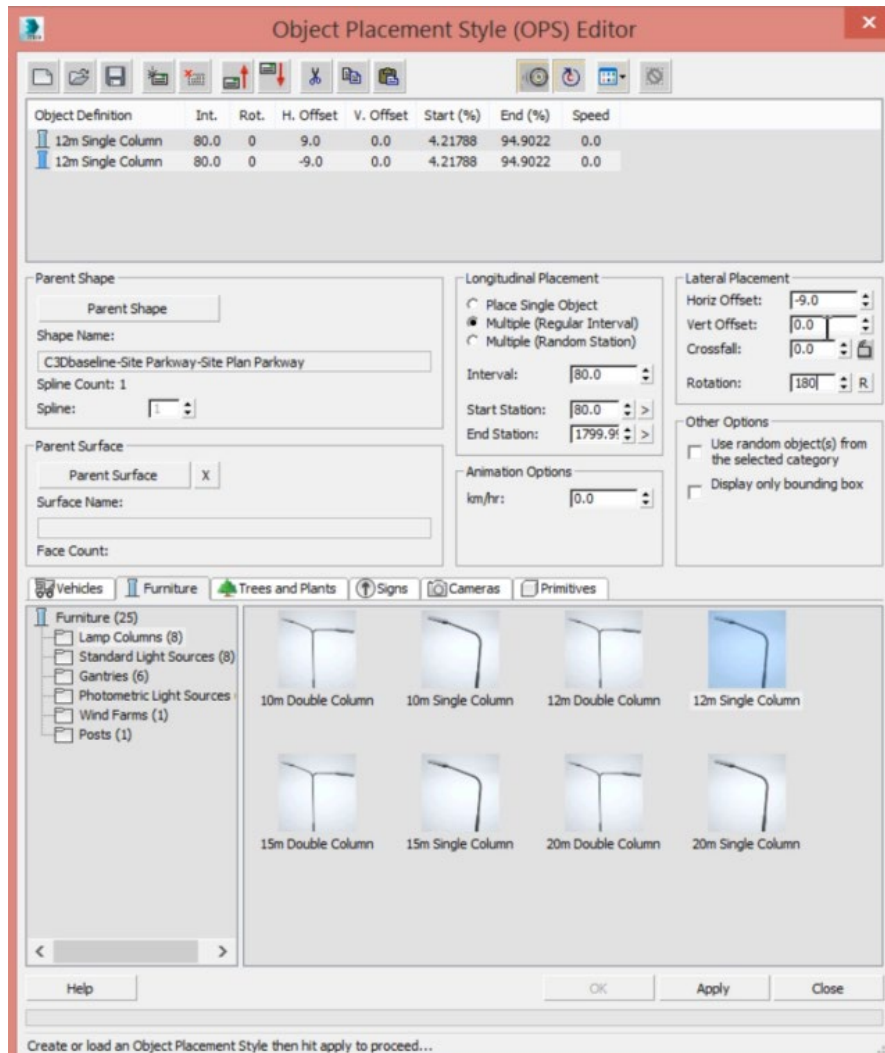 Object Placement Style (OPS) Editor
Object Definition Int. Rot. H. Offset V. Offset Start (%) End (%) Speed
12m Single Column 80.0 0 9.0 0.0 4.21788 94.9022 0.0
12m Single Column 80.0 0 -9.0 0.0 4.21788 94.9022 0.0
Parent Shape
Parent Shape
Shape Name:
C3Dbaseline-Site Parkway-Site Plan Parkway
Spline Count: 1
Spline: 1
Parent Surface
Parent Surface X
Surface Name:
Face Count:
Longitudinal Placement
Place Single Object
Multiple (Regular Interval)
Multiple (Random Station)
Interval: 80.0
Start Station: 80.0 >
End Station: 1799.9 >
Animation Options
km/hr: 0.0
Lateral Placement
Horiz Offset: -9.0
Vert Offset: 0.0
Crossfall: 0.0
Rotation: 180 R
Other Options
Use random object(s) from
the selected category
Display only bounding box
Vehicles Furniture Trees and Plants Signs Cameras Primitives
Furniture (25)
Lamp Columns (8)
Standard Light Sources (8)
Gantries (6)
Photometric Light Sources
Wind Farms (1)
Posts (1)
10m Double Column 10m Single Column 12m Double Column 12m Single Column
15m Double Column 15m Single Column 20m Double Column 20m Single Column
Help OK Apply Close
Create or load an Object Placement Style then hit apply to proceed...